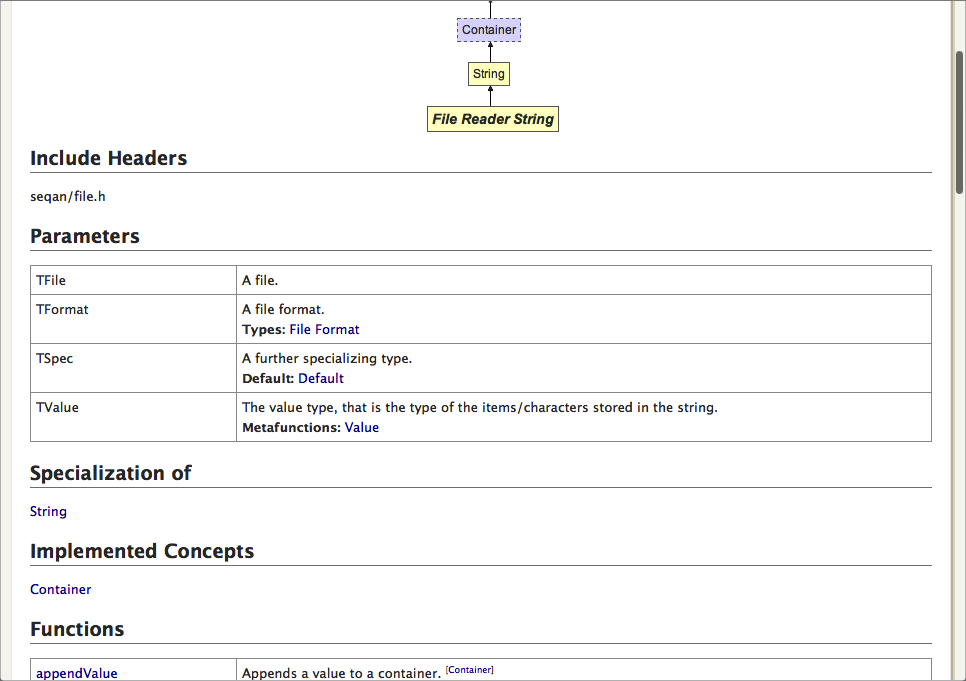 Container
String
File Reader String
Include Headers
seqan/file.h
Parameters
TFile A file.
TFormat A file format.
Types: File Format
TSpec A further specializing type.
Default: Default
TValue The value type, that is the type of the items/characters stored in the string.
Metafunctions: Value
Specialization of
String
Implemented Concepts
Container
Functions
appendValue Appends a value to a container. [Container]